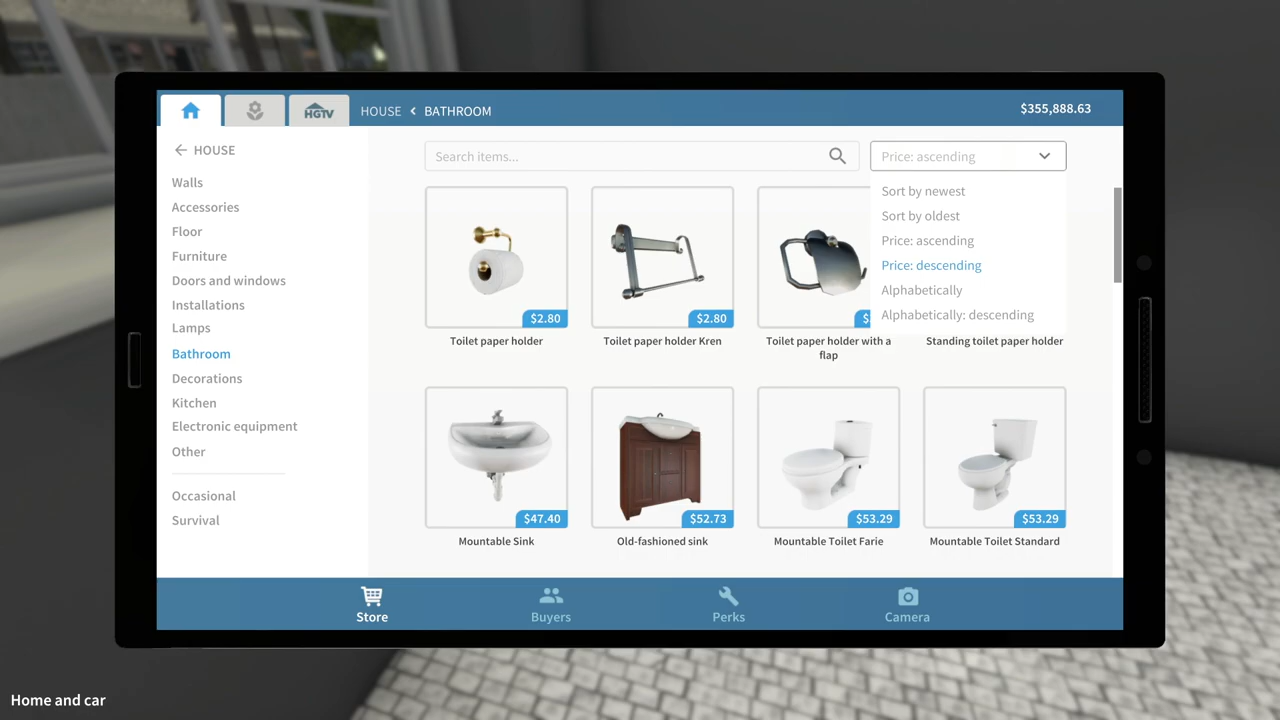 HGTV
HOUSE < BATHROOM
$355,888.63
← HOUSE
Walls
Accessories
Floor
Furniture
Doors and windows
Installations
Lamps
Bathroom
Decorations
Kitchen
Electronic equipment
Other
Occasional
Survival
Search items...
Price: ascending
Sort by newest
Sort by oldest
Price: ascending
Price: descending
Alphabetically
Alphabetically: descending
$2.80
Toilet paper holder
$2.80
Toilet paper holder Kren
$
Toilet paper holder with a
flap
Standing toilet paper holder
$47.40
Mountable Sink
$52.73
Old-fashioned sink
$53.29
Mountable Toilet Farie
$53.29
Mountable Toilet Standard
Store
Buyers
Perks
Camera
Home and car